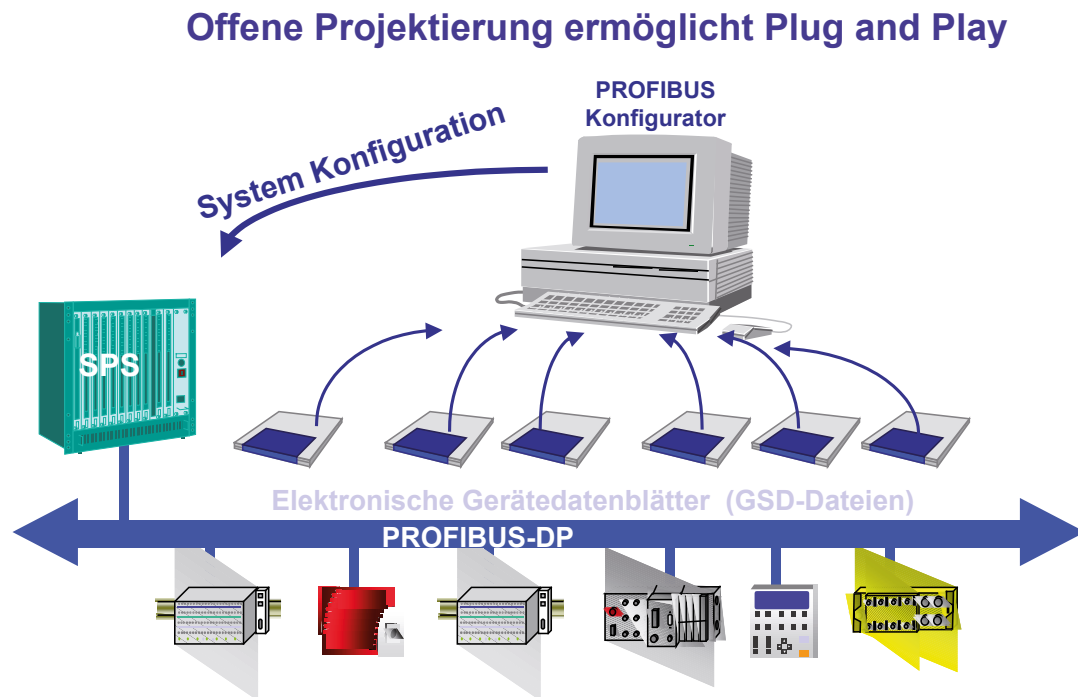 Offene Projektierung ermöglicht Plug and Play
PROFIBUS
Konfigurator
System Konfiguration
SPS
Elektronische Gerätedatenblätter (GSD-Dateien)
PROFIBUS-DP